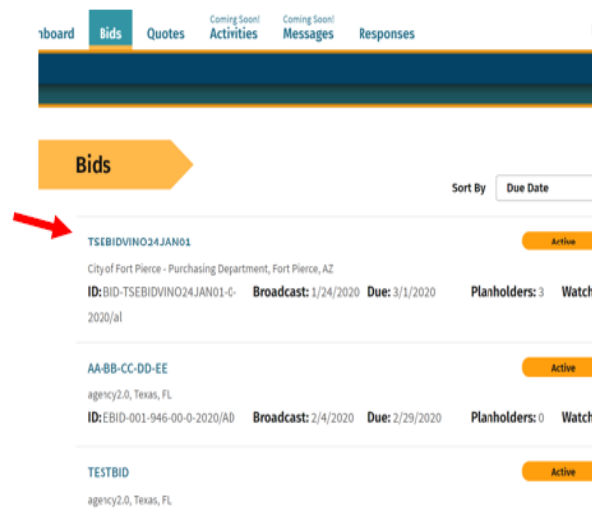 Coming Soon! Coming Soon!
Bids Quotes Activities Messages Responses
Bids
Sort By Due Date
TSEBIDVINO24JAN01 Active
City of Fort Pierce - Purchasing Department, Fort Pierce, AZ
ID: BID-TSEBIDVINO24JAN01-0- Broadcast: 1/24/2020 Due: 3/1/2020 Planholders: 3 Watch
2020/al
AA-BB-CC-DD-EE Active
agency2.0, Texas, FL
ID: EBID-001-946-00-0-2020/AD Broadcast: 2/4/2020 Due: 2/29/2020 Planholders: 0 Watch
TESTBID Active
agency2.0, Texas, FL